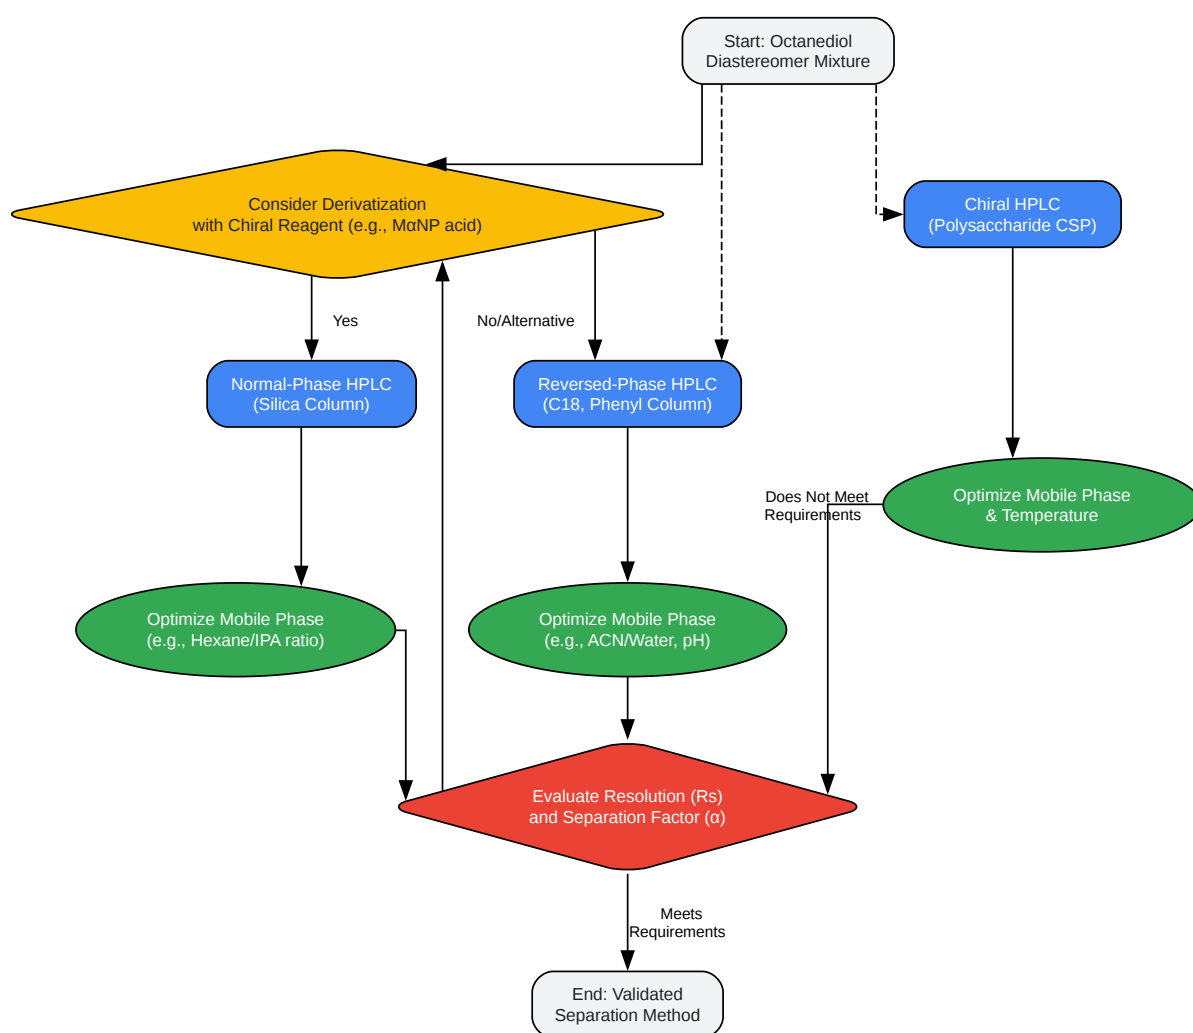 Start: Octanediol
Diastereomer Mixture
Consider Derivatization
with Chiral Reagent (e.g., MαNP acid)
Chiral HPLC
(Polysaccharide CSP)
Yes
No/Alternative
Normal-Phase HPLC
(Silica Column)
Reversed-Phase HPLC
(C18, Phenyl Column)
Does Not Meet
Requirements
Optimize Mobile Phase
& Temperature
Optimize Mobile Phase
(e.g., Hexane/IPA ratio)
Optimize Mobile Phase
(e.g., ACN/Water, pH)
Evaluate Resolution (Rs)
and Separation Factor (α)
Meets
Requirements
End: Validated
Separation Method